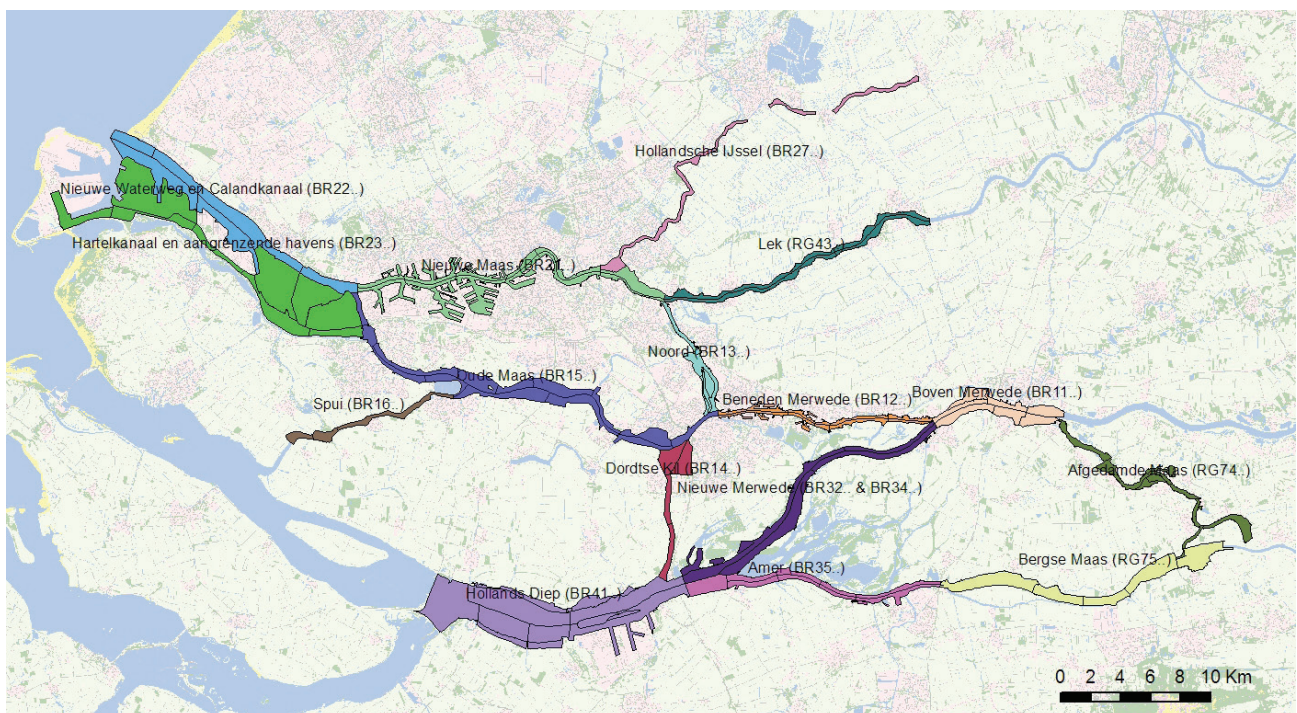 Hollandsche IJssel (BR27..)
Nieuwe Waterweg en Calandkanaal (BR22..)
Hartelkanaal en aangrenzende havens (BR23..)
Lek (RG43..)
Nieuwe Maas (BR21..)
Noord (BR13..)
Oude Maas (BR15..)
Boven Merwede (BR11..)
Beneden Merwede (BR12..)
Spui (BR16..)
Dordtse Kil (BR14..)
Afgedamde Maas (RG74..)
Nieuwe Merwede (BR32.. & BR34..)
Bergse Maas (RG75..)
Amer (BR35..)
Hollands Diep (BR41..)
0 2 4 6 8 10 Km